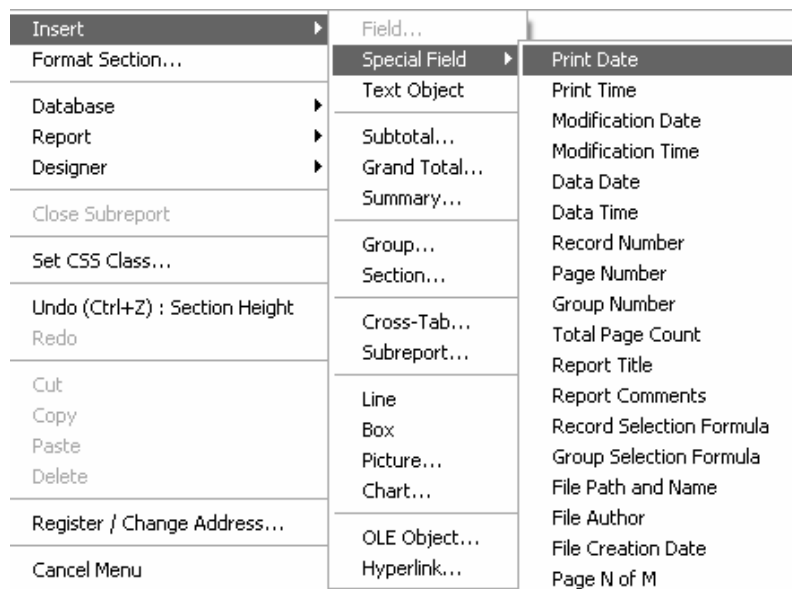 Insert
Format Section...
Database
Report
Designer
Close Subreport
Set CSS Class...
Undo (Ctrl+Z) : Section Height
Redo
Cut
Copy
Paste
Delete
Register / Change Address...
Cancel Menu
Field...
Special Field
Text Object
Subtotal...
Grand Total...
Summary...
Group...
Section...
Cross-Tab...
Subreport...
Line
Box
Picture...
Chart...
OLE Object...
Hyperlink...
Print Date
Print Time
Modification Date
Modification Time
Data Date
Data Time
Record Number
Page Number
Group Number
Total Page Count
Report Title
Report Comments
Record Selection Formula
Group Selection Formula
File Path and Name
File Author
File Creation Date
Page N of M